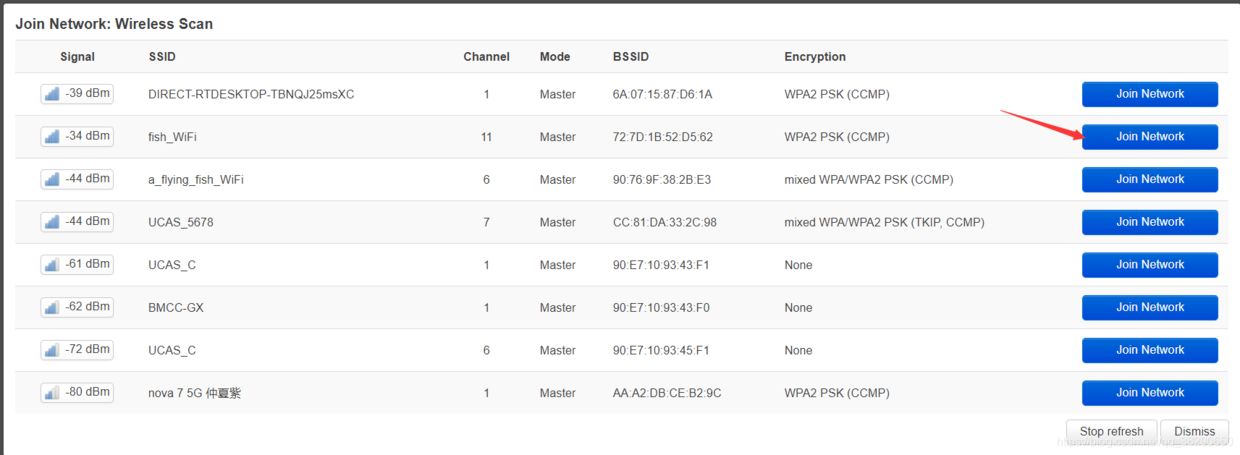 Join Network: Wireless Scan
Signal SSID Channel Mode BSSID Encryption
-39 dBm DIRECT-RTDESKTOP-TBNQJ25msXC 1 Master 6A:07:15:87:D6:1A WPA2 PSK (CCMP) Join Network
-34 dBm fish_WiFi 11 Master 72:7D:1B:52:D5:62 WPA2 PSK (CCMP) Join Network
-44 dBm a_flying_fish_WiFi 6 Master 90:76:9F:38:2B:E3 mixed WPA/WPA2 PSK (CCMP) Join Network
-44 dBm UCAS_5678 7 Master CC:81:DA:33:2C:98 mixed WPA/WPA2 PSK (TKIP, CCMP) Join Network
-61 dBm UCAS_C 1 Master 90:E7:10:93:43:F1 None Join Network
-62 dBm BMCC-GX 1 Master 90:E7:10:93:43:F0 None Join Network
-72 dBm UCAS_C 6 Master 90:E7:10:93:45:F1 None Join Network
-80 dBm nova 7 5G 仲夏紫 1 Master AA:A2:DB:CE:B2:9C WPA2 PSK (CCMP) Join Network
Stop refresh Dismiss